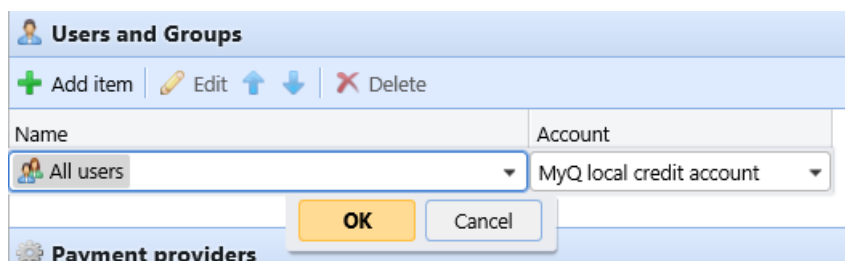 Users and Groups
Add item Edit Delete
Name Account
All users MyQ local credit account
OK Cancel
Payment providers